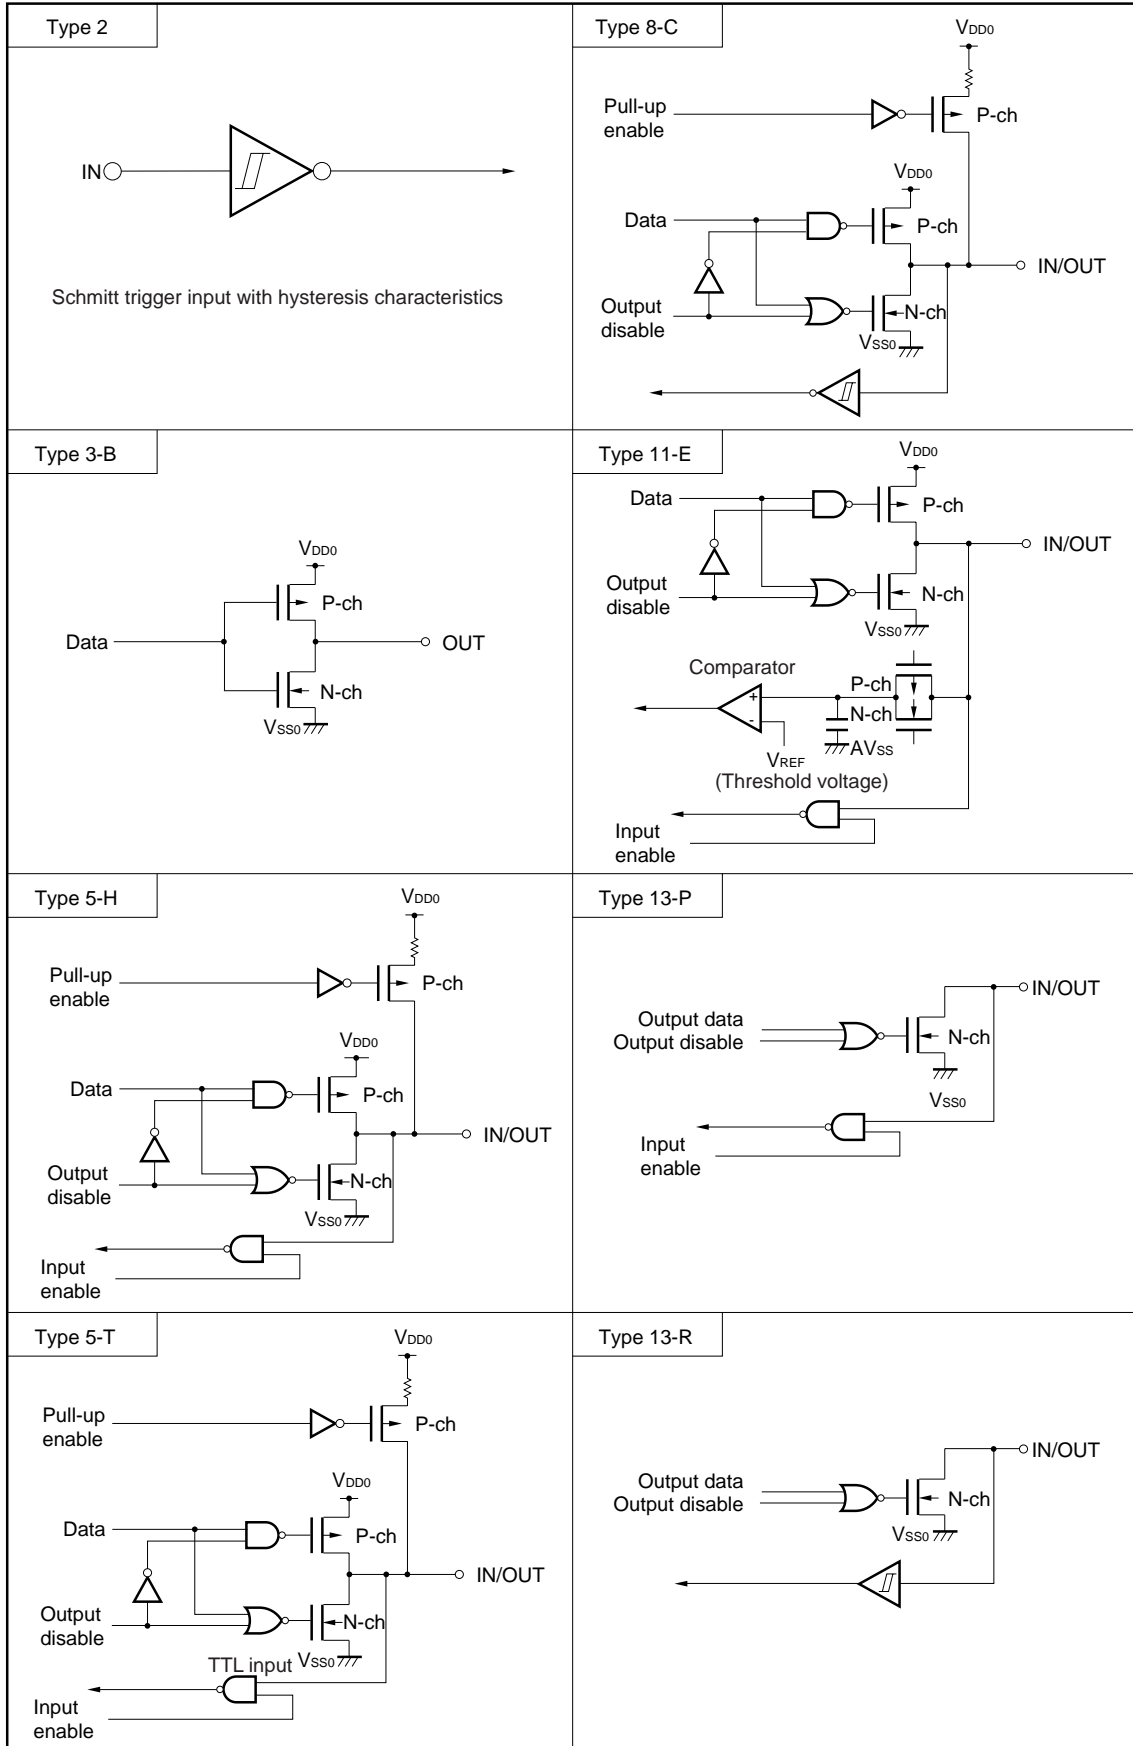 Type 2
IN
Schmitt trigger input with hysteresis characteristics
Type 8-C
VDD0
Pull-up
enable
P-ch
VDD0
Data
P-ch
IN/OUT
Output
disable
N-ch
VSS0
Type 3-B
VDD0
P-ch
Data
OUT
N-ch
VSS0
Type 11-E
VDD0
Data
P-ch
IN/OUT
Output
disable
N-ch
VSS0
Comparator
P-ch
+
-
N-ch
AVSS
VREF
(Threshold voltage)
Input
enable
Type 5-H
VDD0
Pull-up
enable
P-ch
VDD0
Data
P-ch
IN/OUT
Output
disable
N-ch
VSS0
Input
enable
Type 13-P
IN/OUT
Output data
Output disable
N-ch
VSS0
Input
enable
Type 5-T
VDD0
Pull-up
enable
P-ch
VDD0
Data
P-ch
IN/OUT
Output
disable
N-ch
VSS0
TTL input
Input
enable
Type 13-R
IN/OUT
Output data
Output disable
N-ch
VSS0